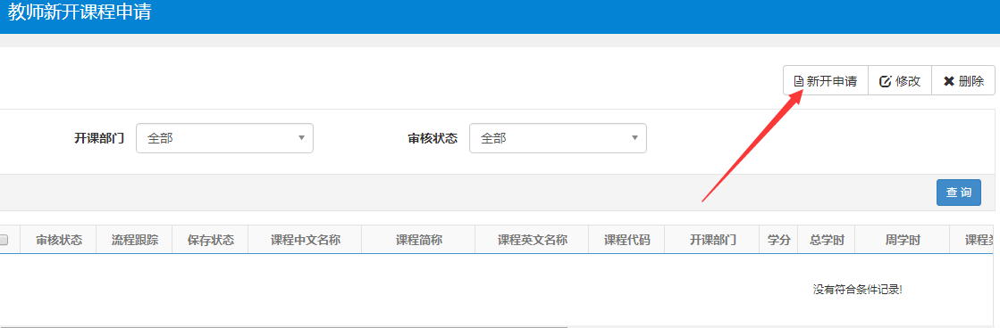 教师新开课程申请
新开申请 修改 删除
开课部门 全部 审核状态 全部
查 询
审核状态 流程跟踪 保存状态 课程中文名称 课程简称 课程英文名称 课程代码 开课部门 学分 总学时 周学时 课程
没有符合条件记录!